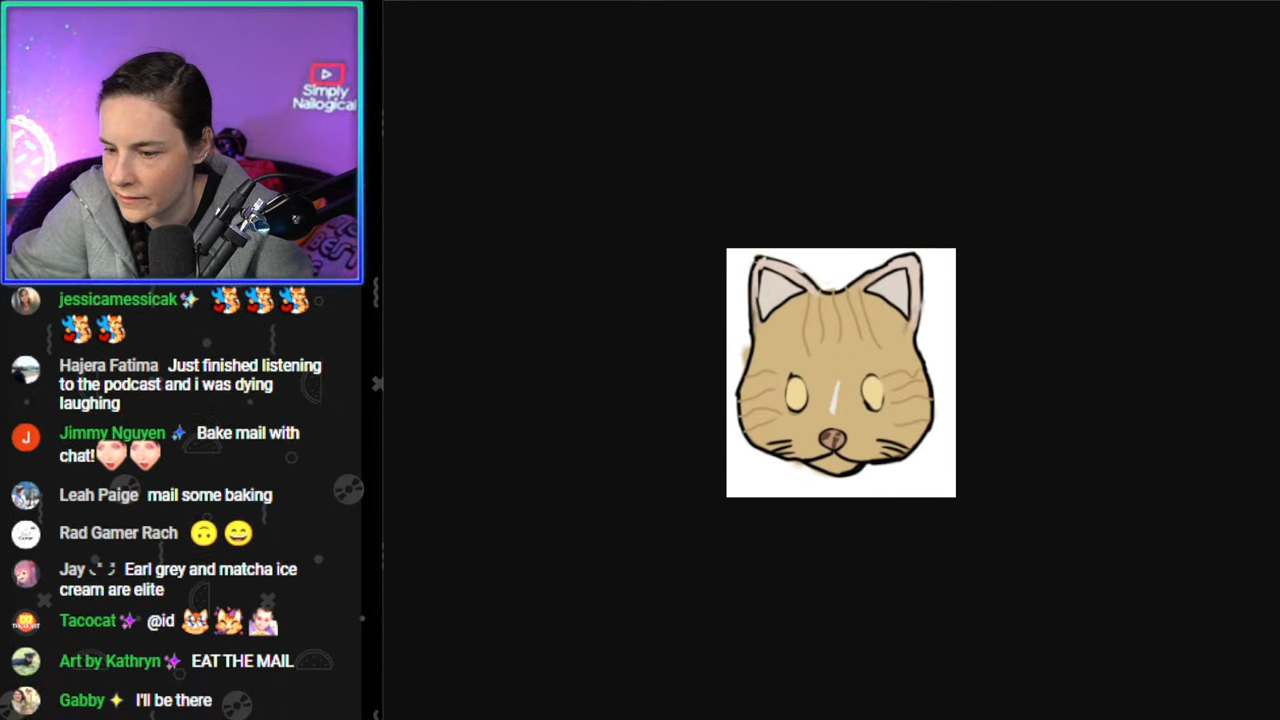 Simply
Nailogical
jessicamessicak
Hajera Fatima Just finished listening
to the podcast and i was dying
laughing
Jimmy Nguyen Bake mail with
chat!
J
Leah Paige mail some baking
Rad Gamer Rach
Jay Earl grey and matcha ice
cream are elite
Tacocat @id
Art by Kathryn EAT THE MAIL
Gabby I'll be there